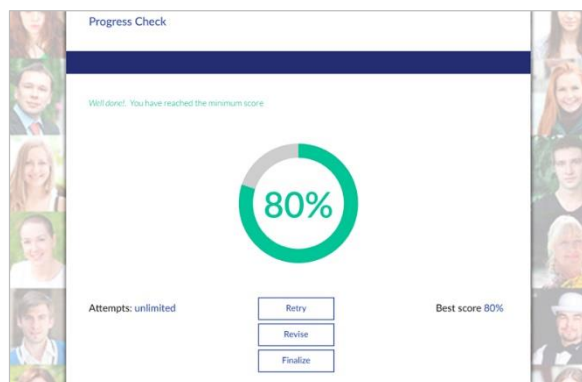 Progress Check
Well done!. You have reached the minimum score
80%
Attempts: unlimited
Retry
Best score 80%
Revise
Finalize